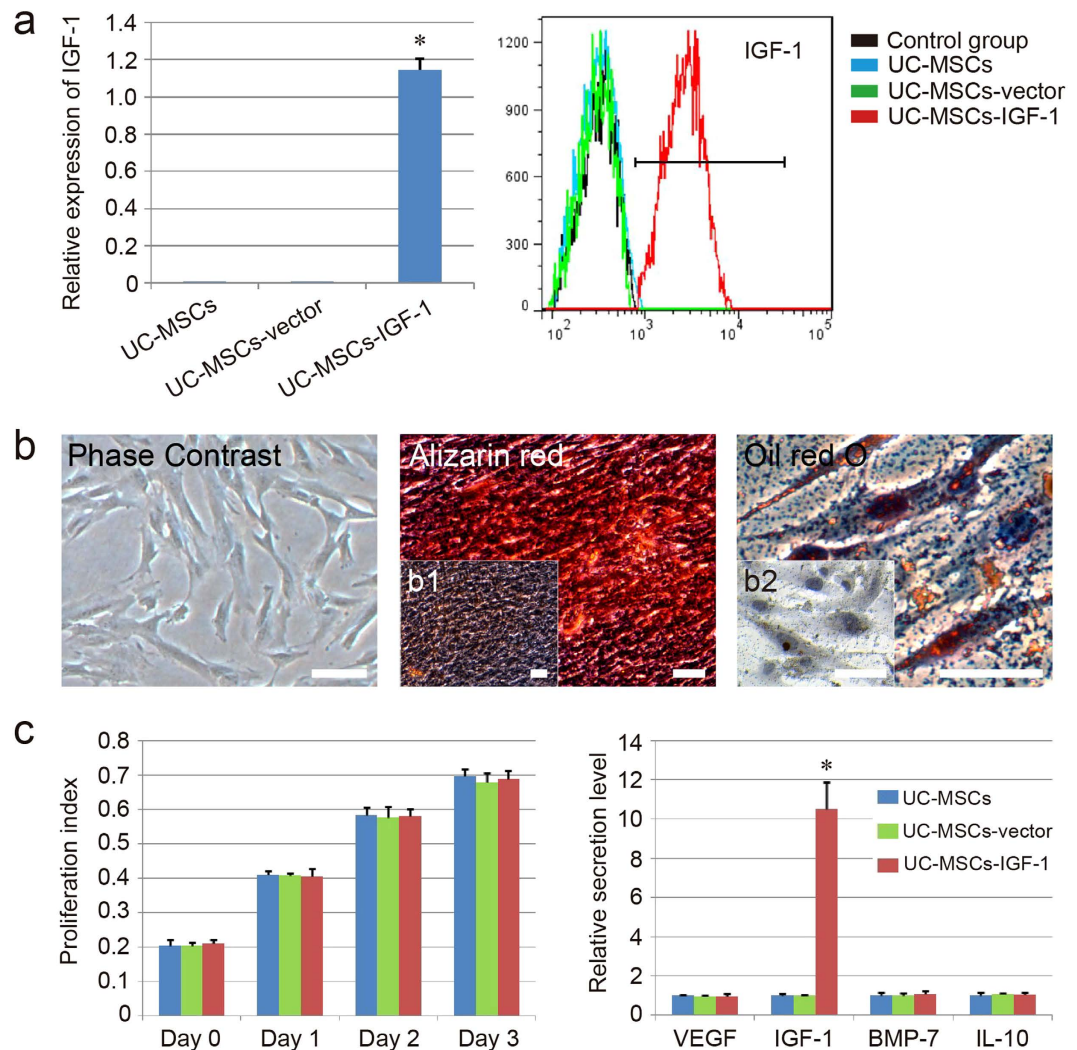 a
Relative expression of IGF-1
1.4
1.2
1.0
0.8
0.6
0.4
0.2
0
UC-MSCs
UC-MSCs-vector
UC-MSCs-IGF-1
*
1200
900
600
300
0
10² 10³ 10⁴ 10⁵
IGF-1
Control group
UC-MSCs
UC-MSCs-vector
UC-MSCs-IGF-1
b
Phase Contrast
Alizarin red
b1
Oil red O
b2
c
Proliferation index
0.8
0.7
0.6
0.5
0.4
0.3
0.2
0.1
0
Day 0 Day 1 Day 2 Day 3
Relative secretion level
14
12
10
8
6
4
2
0
*
UC-MSCs
UC-MSCs-vector
UC-MSCs-IGF-1
VEGF IGF-1 BMP-7 IL-10